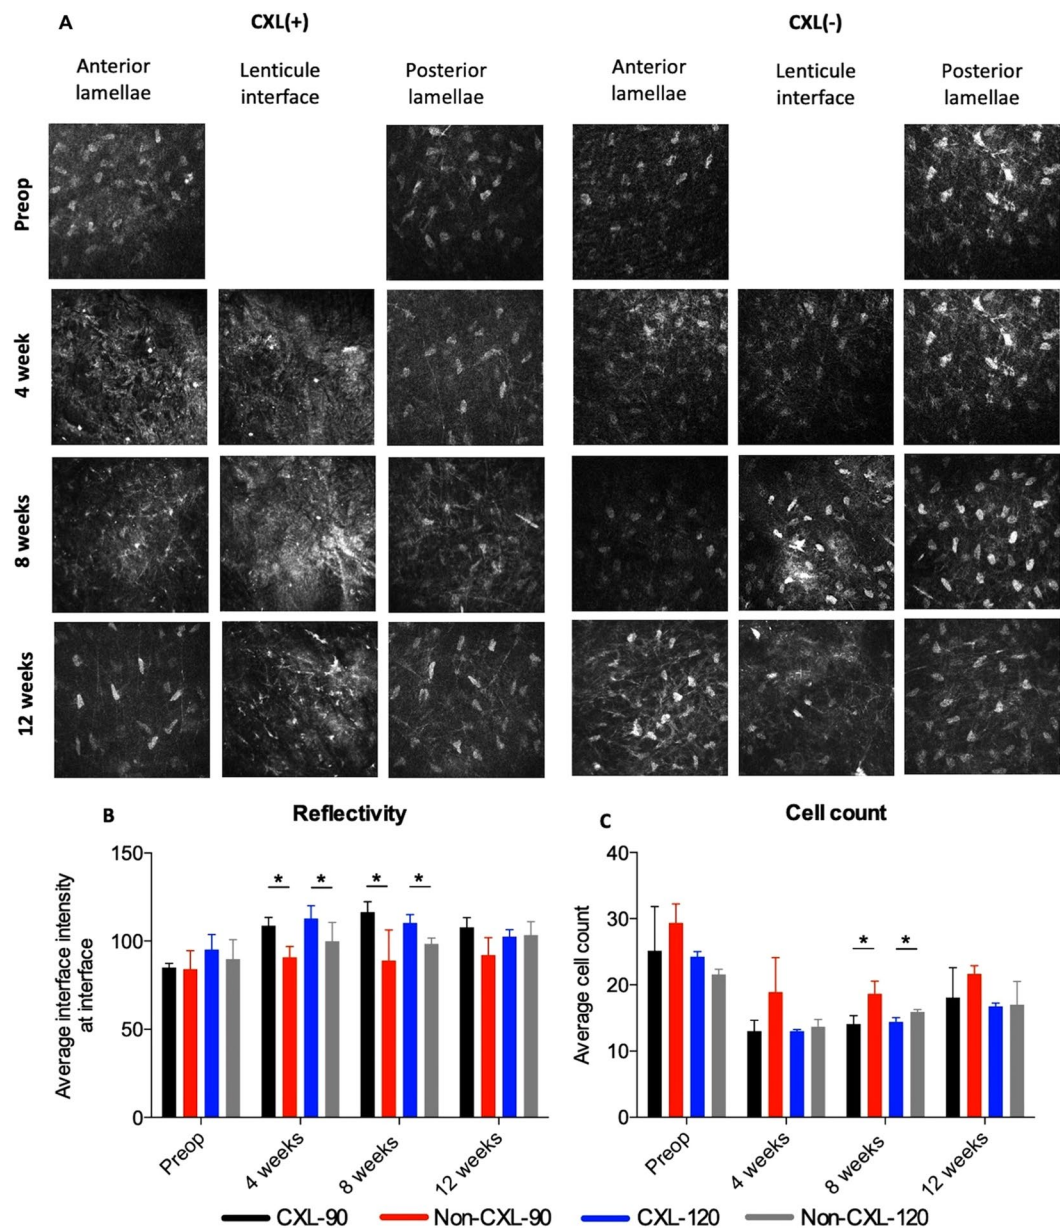 A
CXL(+)
CXL(-)
Anterior
lamellae
Lenticule
interface
Posterior
lamellae
Anterior
lamellae
Lenticule
interface
Posterior
lamellae
Preop
4 week
8 weeks
12 weeks
B
Reflectivity
Average interface intensity
at interface
150
100
50
0
* * * *
Preop
4 weeks
8 weeks
12 weeks
C
Cell count
Average cell count
40
30
20
10
0
* *
Preop
4 weeks
8 weeks
12 weeks
CXL-90 Non-CXL-90 CXL-120 Non-CXL-120